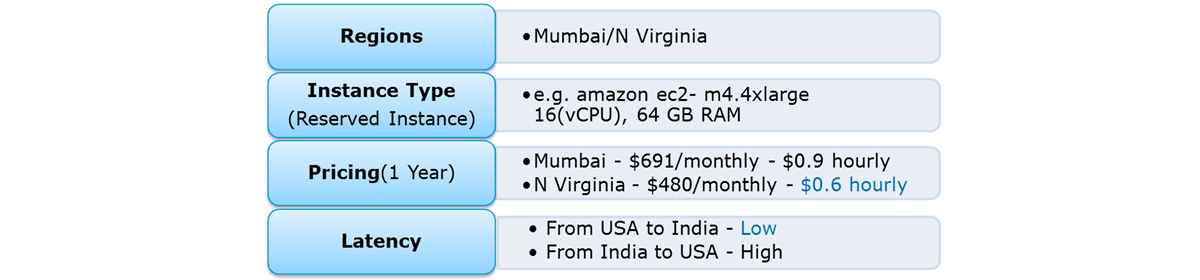 Regions
•Mumbai/N Virginia
Instance Type
(Reserved Instance)
•e.g. amazon ec2- m4.4xlarge
16(vCPU), 64 GB RAM
Pricing(1 Year)
•Mumbai - $691/monthly - $0.9 hourly
•N Virginia - $480/monthly - $0.6 hourly
Latency
• From USA to India - Low
• From India to USA - High